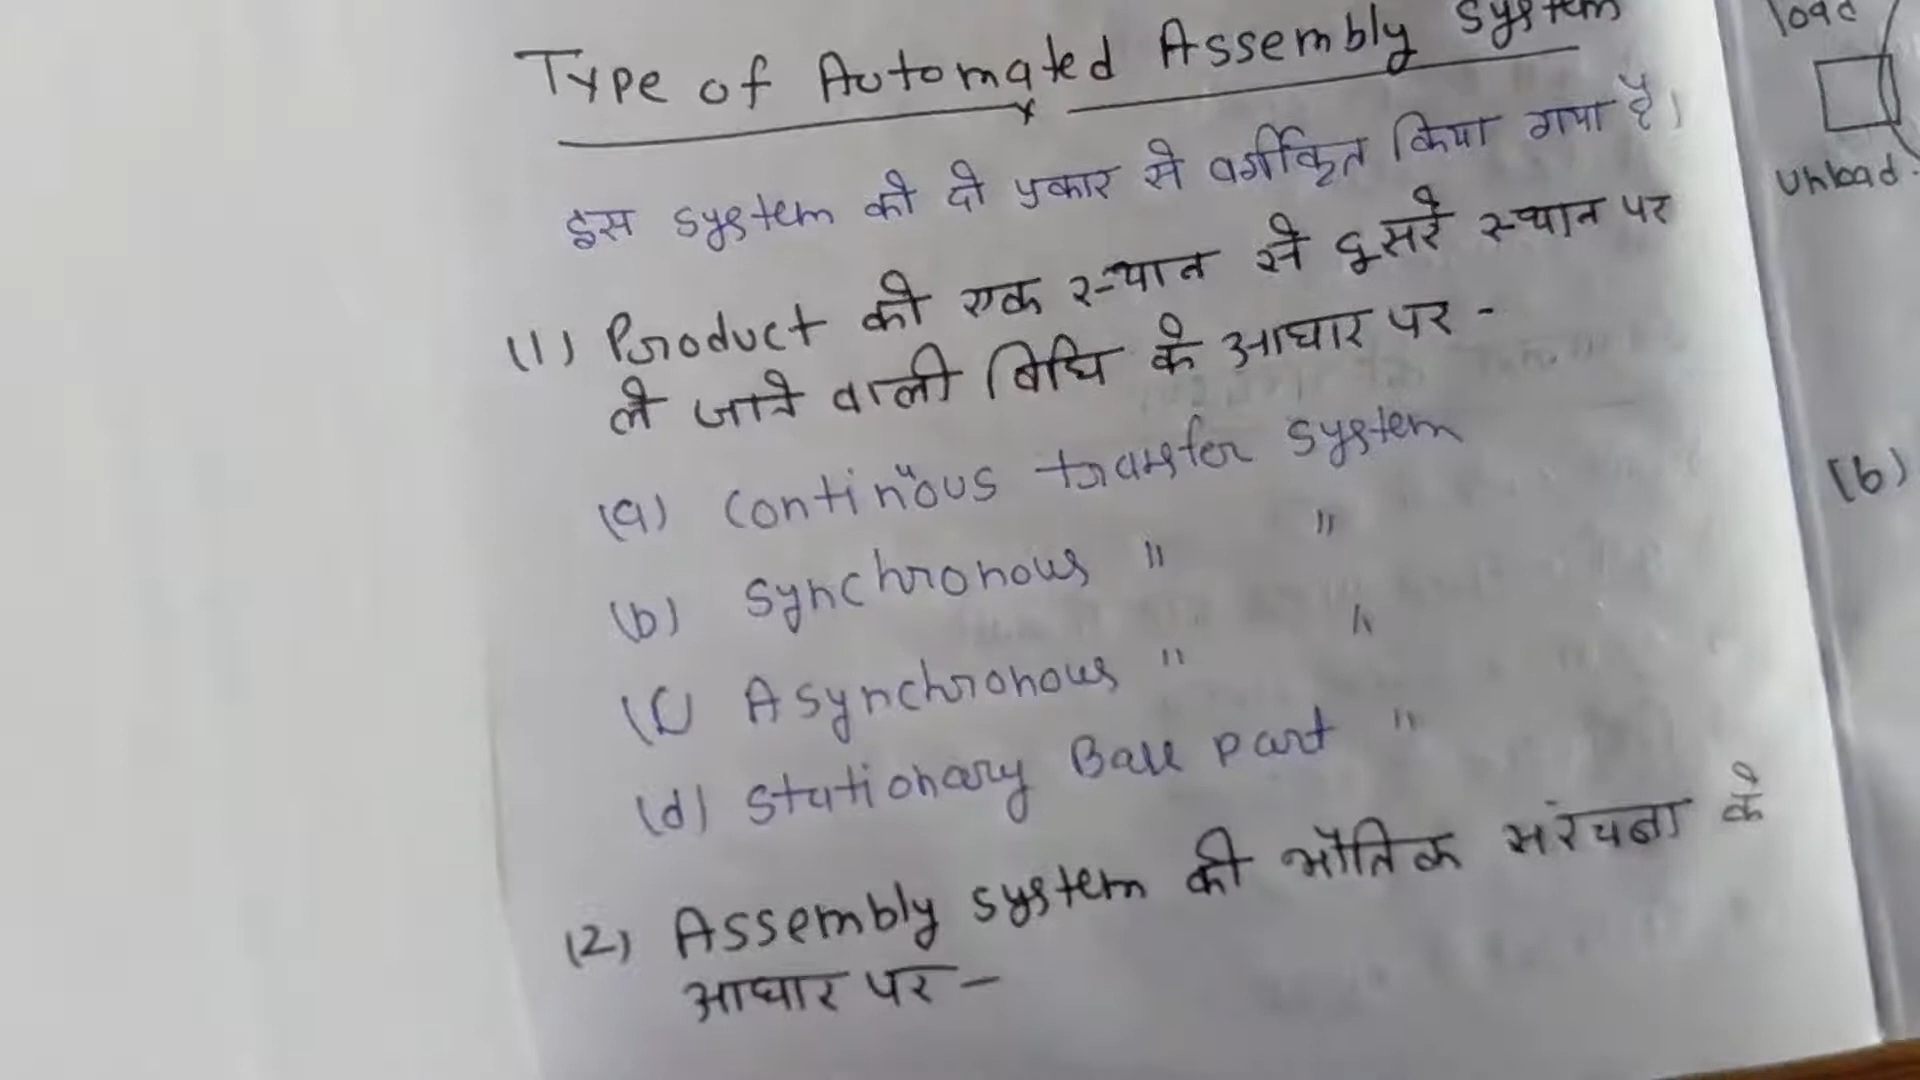 Type of Automated Assembly System
इस system को दो प्रकार से वर्गीकृत किया गया है।
(1) Product को एक स्थान से दूसरे स्थान पर
ले जाने वाली विधि के आधार पर -
(a) Continuous transfer system
(b) Synchronous " "
(c) Asynchronous " "
(d) Stationary Base part "
(2) Assembly system की भौतिक संरचना के
आधार पर -
load
Unload.
(b)